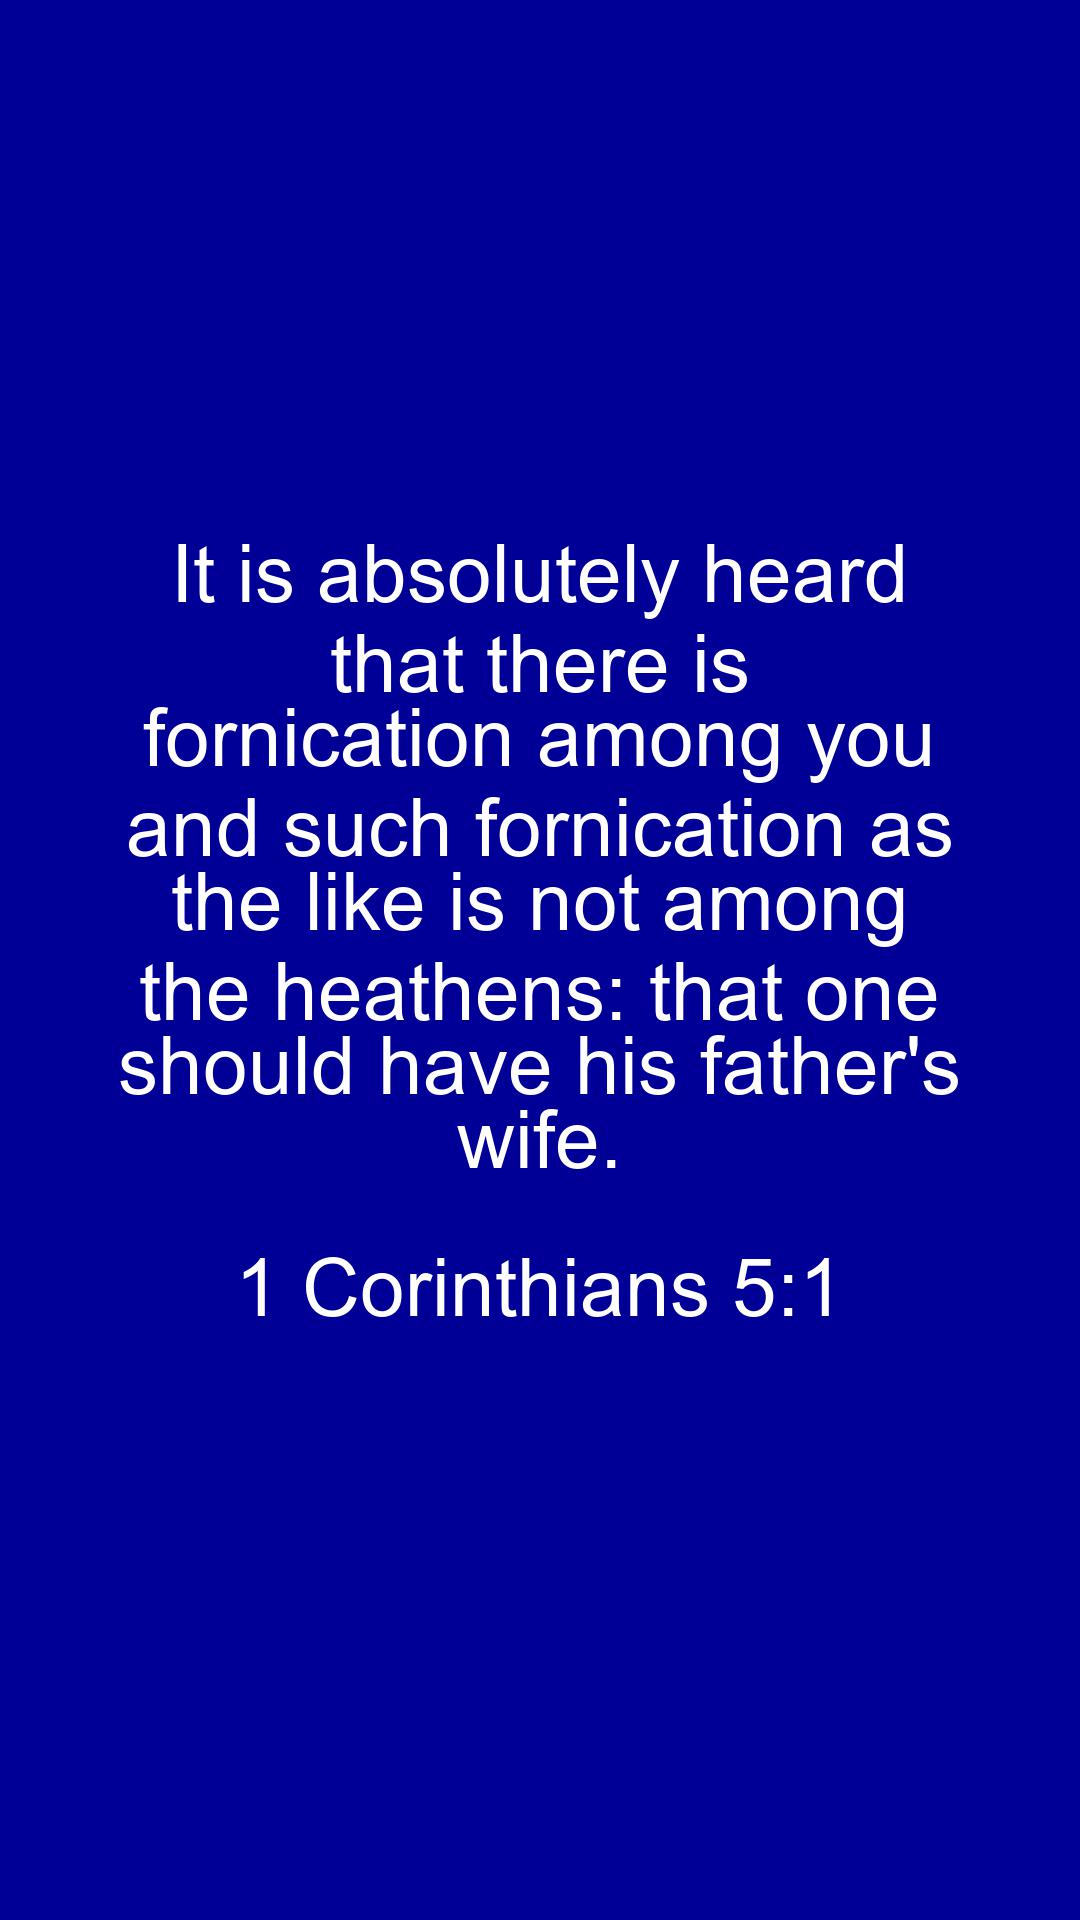 It is absolutely heard
that there is
fornication among you
and such fornication as
the like is not among
the heathens: that one
should have his father's
wife.
1 Corinthians 5:1